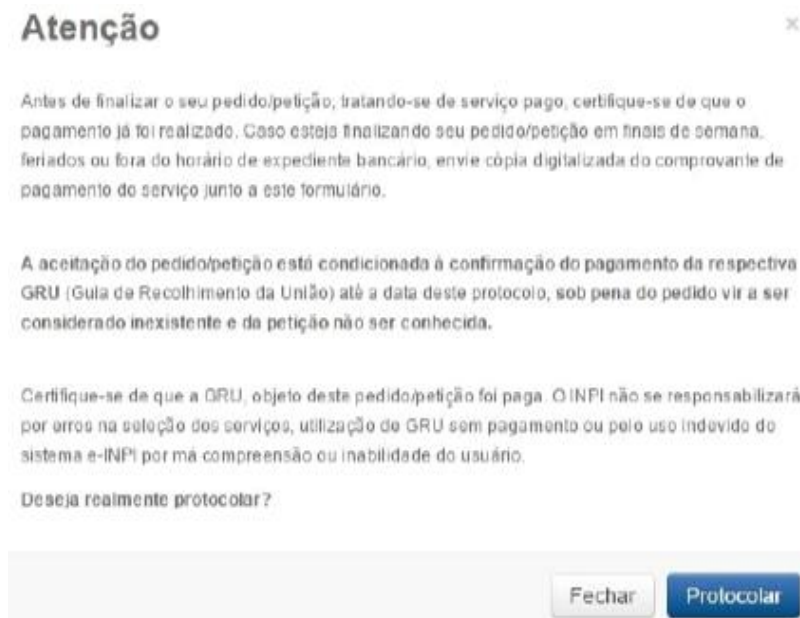 Atenção
×
Antes de finalizar o seu pedido/petição, tratando-se de serviço pago, certifique-se de que o
pagamento já foi realizado. Caso esteja finalizando seu pedido/petição em finais de semana,
feriados ou fora do horário de expediente bancário, envie cópia digitalizada do comprovante de
pagamento do serviço junto a este formulário.
A aceitação do pedido/petição está condicionada à confirmação do pagamento da respectiva
GRU (Guia de Recolhimento da União) até a data deste protocolo, sob pena do pedido vir a ser
considerado inexistente e da petição não ser conhecida.
Certifique-se de que a GRU, objeto deste pedido/petição foi paga. O INPI não se responsabilizará
por erros na seleção dos serviços, utilização de GRU sem pagamento ou pelo uso indevido do
sistema e-INPI por má compreensão ou inabilidade do usuário.
Deseja realmente protocolar?
Fechar
Protocolar